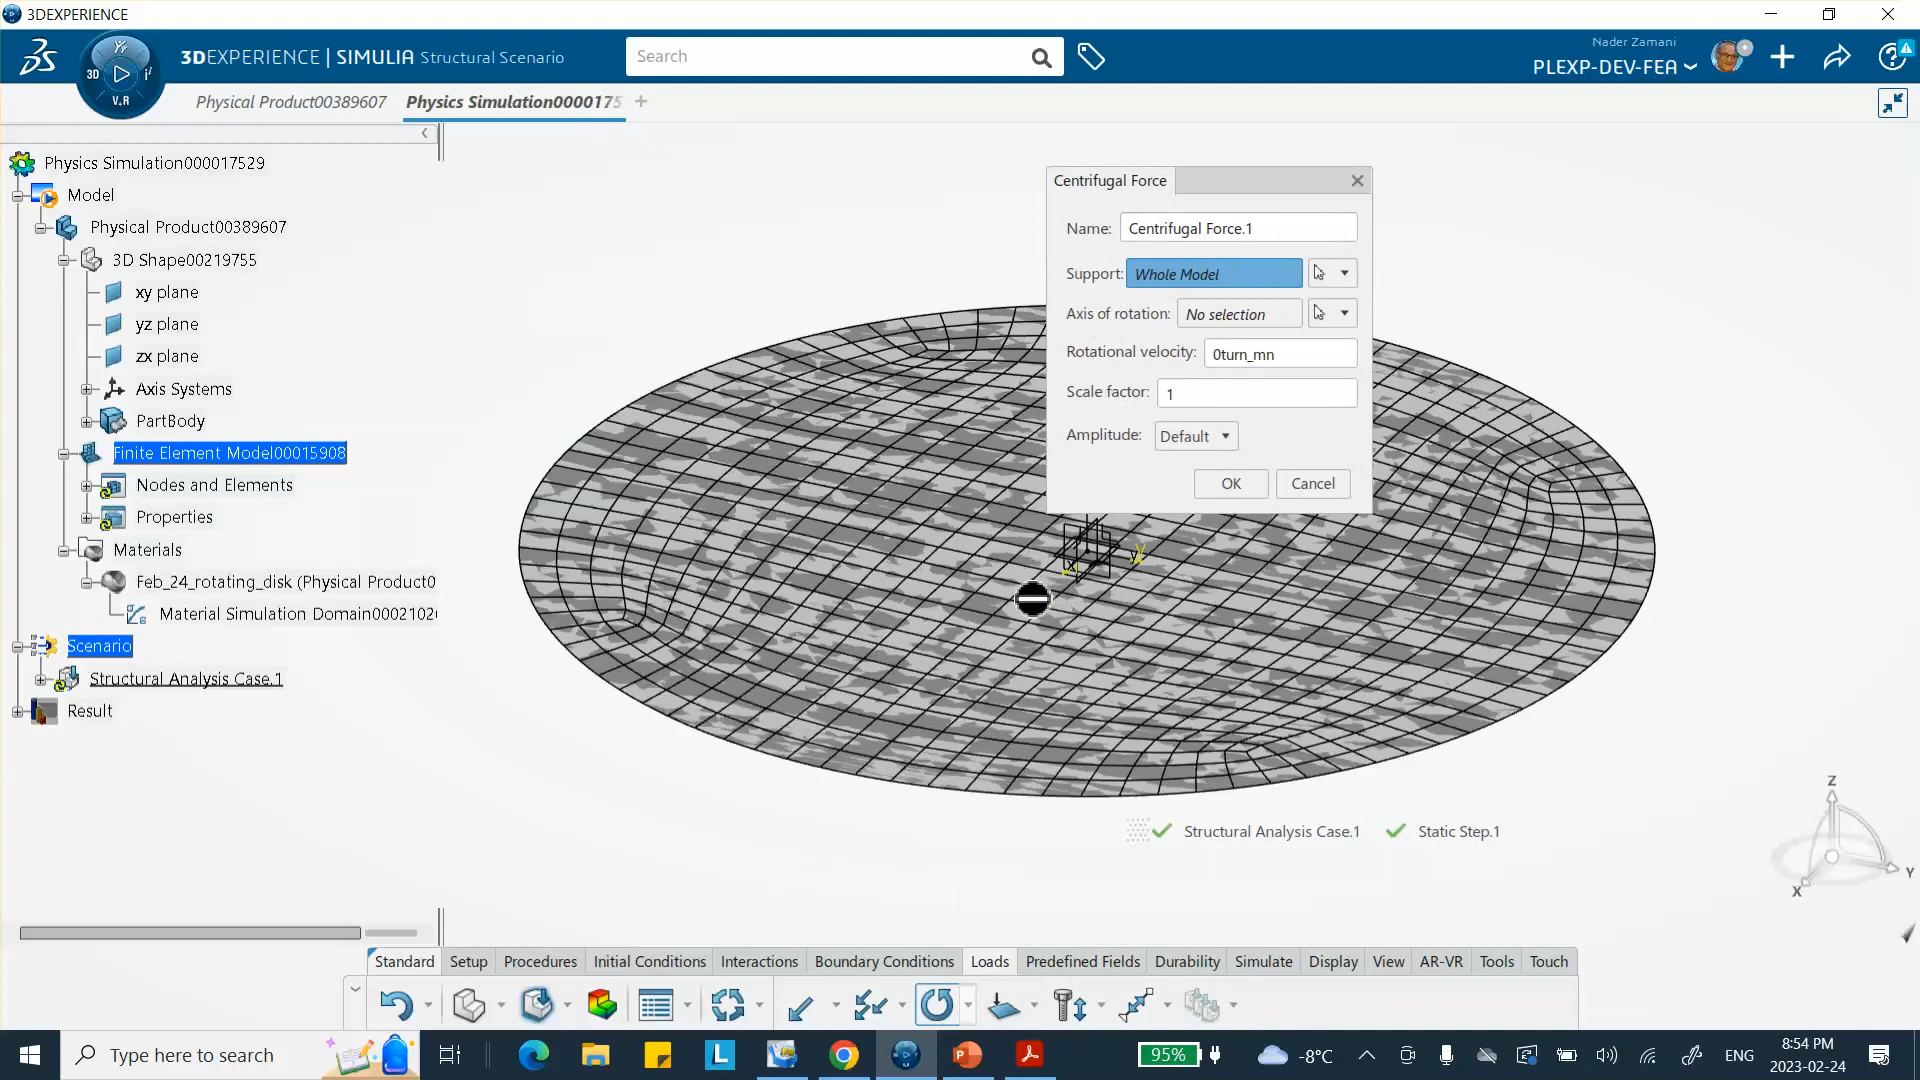 3DEXPERIENCE
3DEXPERIENCE | SIMULIA Structural Scenario
Search
Nader Zamani
PLEXP-DEV-FEA
3D
V.R
Physical Product00389607
Physics Simulation0000175
Physics Simulation000017529
Model
Physical Product00389607
3D Shape00219755
xy plane
yz plane
zx plane
Axis Systems
PartBody
Finite Element Model00015908
Nodes and Elements
Properties
Materials
Feb_24_rotating_disk (Physical Product0
Material Simulation Domain00021020
Scenario
Structural Analysis Case.1
Result
Centrifugal Force
Name: Centrifugal Force.1
Support: Whole Model
Axis of rotation: No selection
Rotational velocity: 0turn_mn
Scale factor: 1
Amplitude: Default
OK Cancel
Structural Analysis Case.1 Static Step.1
Z
Y
X
Standard Setup Procedures Initial Conditions Interactions Boundary Conditions Loads Predefined Fields Durability Simulate Display View AR-VR Tools Touch
Type here to search
95%
-8°C
ENG
8:54 PM
2023-02-24